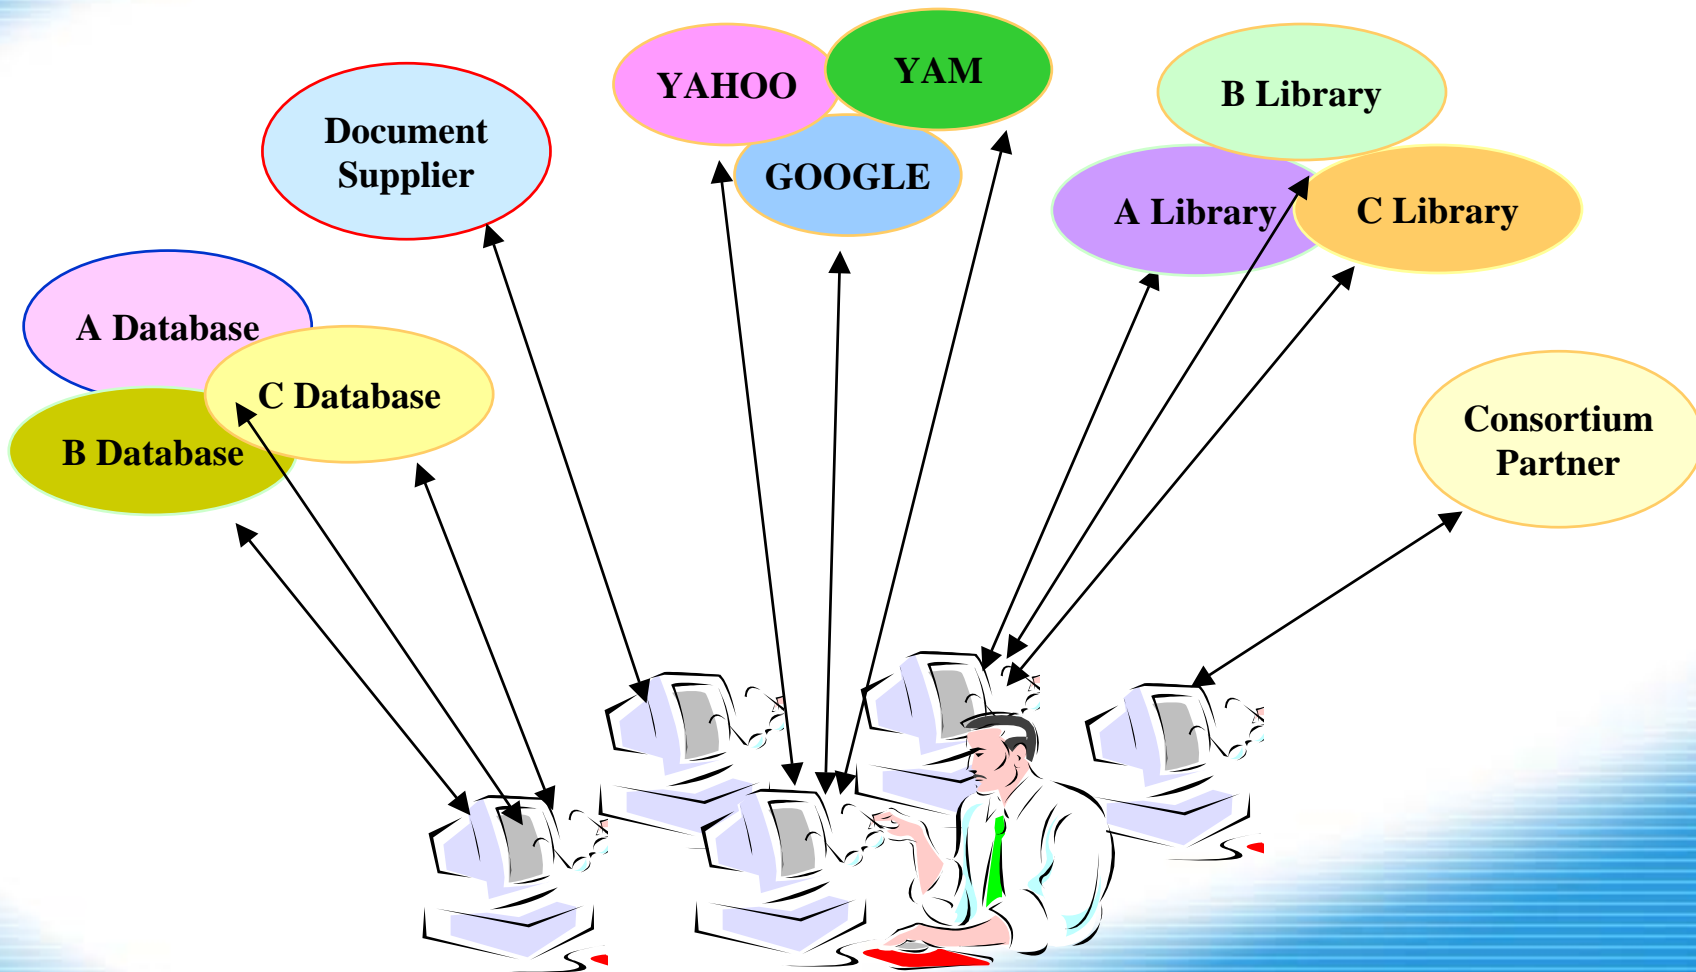 YAHOO
YAM
GOOGLE
Document
Supplier
B Library
A Library
C Library
A Database
C Database
B Database
Consortium
Partner